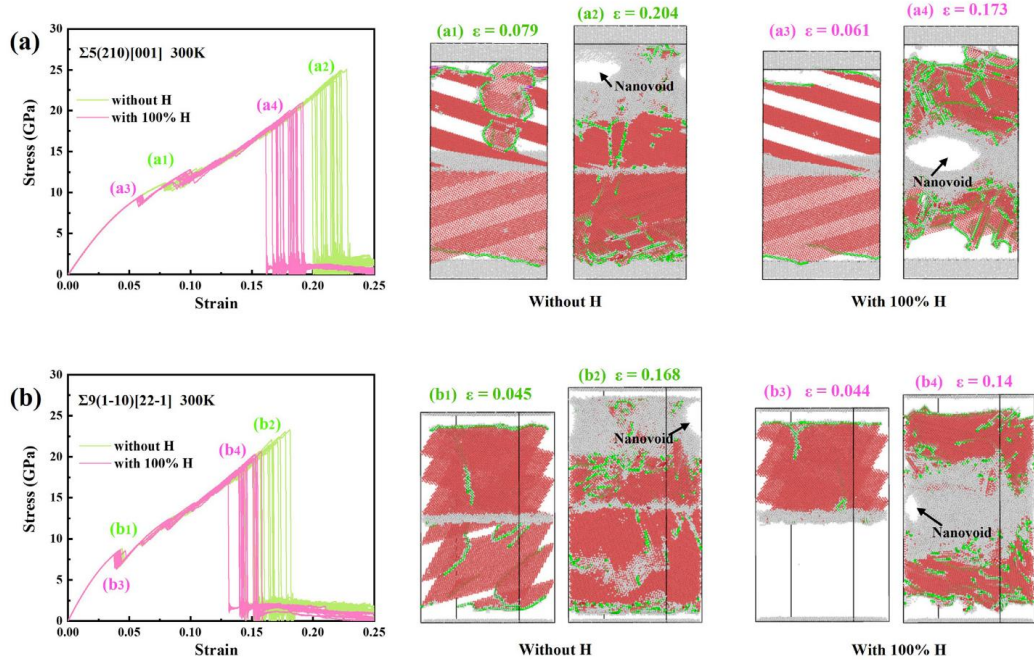 (a)
Σ5(210)[001] 300K
without H
with 100% H
(a1)
(a2)
(a3)
(a4)
Stress (GPa)
30
25
20
15
10
5
0
0.00 0.05 0.10 0.15 0.20 0.25
Strain
(a1) ε = 0.079
(a2) ε = 0.204
Nanovoid
Without H
(a3) ε = 0.061
(a4) ε = 0.173
Nanovoid
With 100% H
(b)
Σ9(1-10)[22-1] 300K
without H
with 100% H
(b1)
(b2)
(b3)
(b4)
Stress (GPa)
30
25
20
15
10
5
0
0.00 0.05 0.10 0.15 0.20 0.25
Strain
(b1) ε = 0.045
(b2) ε = 0.168
Nanovoid
Without H
(b3) ε = 0.044
(b4) ε = 0.14
Nanovoid
With 100% H